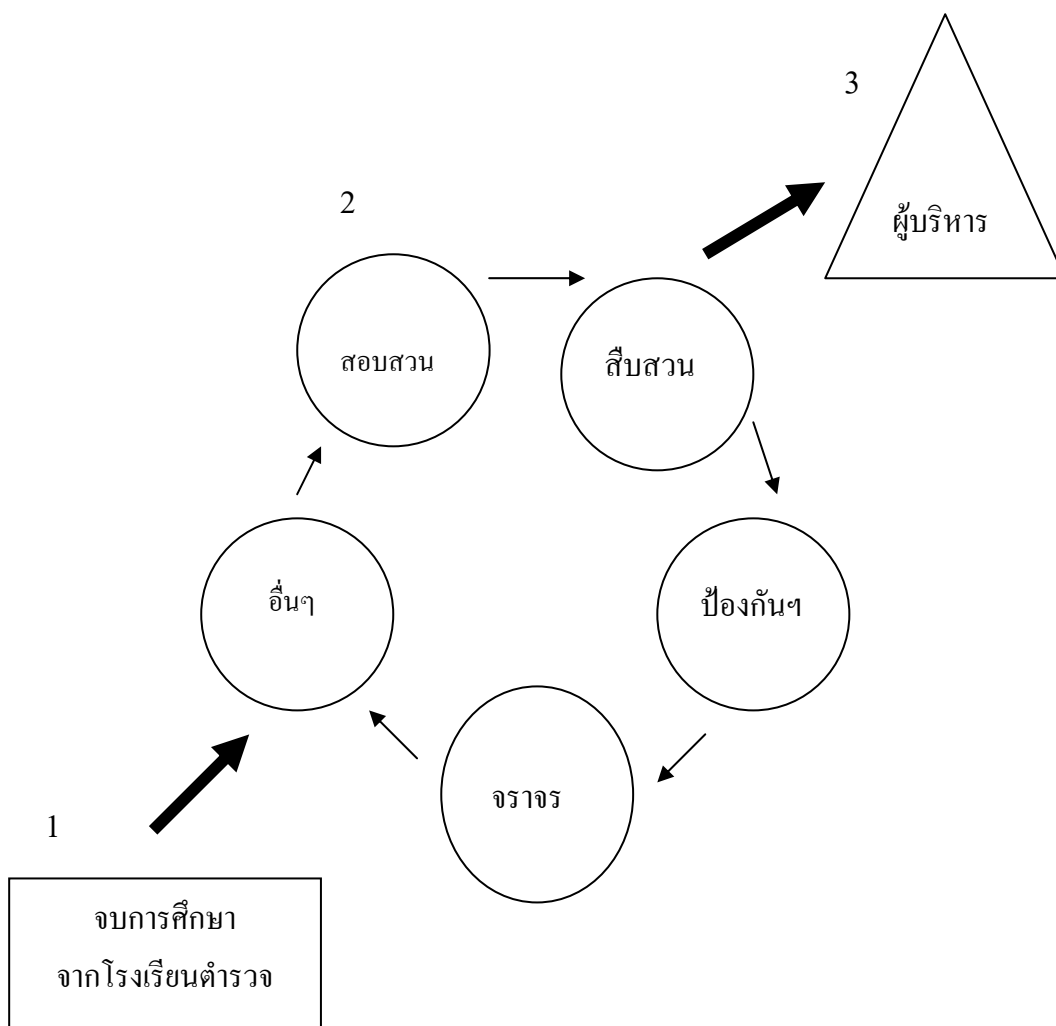 3
ผู้บริหาร
2
สอบสวน
สืบสวน
อื่นๆ
ป้องกันฯ
จราจร
1
จบการศึกษา
จากโรงเรียนตำรวจ